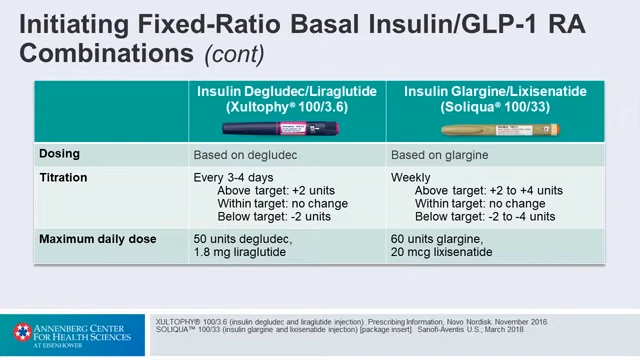 Initiating Fixed-Ratio Basal Insulin/GLP-1 RA
Combinations (cont)
Insulin Degludec/Liraglutide
(Xultophy® 100/3.6)
Insulin Glargine/Lixisenatide
(Soliqua® 100/33)
Dosing
Based on degludec
Based on glargine
Titration
Every 3-4 days
Above target: +2 units
Within target: no change
Below target: -2 units
Weekly
Above target: +2 to +4 units
Within target: no change
Below target: -2 to -4 units
Maximum daily dose
50 units degludec,
1.8 mg liraglutide
60 units glargine,
20 mcg lixisenatide
ANNENBERG CENTER
FOR HEALTH SCIENCES
AT EISENHOWER
XULTOPHY® 100/3.6 (insulin degludec and liraglutide injection). Prescribing Information, Novo Nordisk. November 2016.
SOLIQUA™ 100/33 (insulin glargine and lixisenatide injection) [package insert]. Sanofi-Aventis U.S., March 2018.